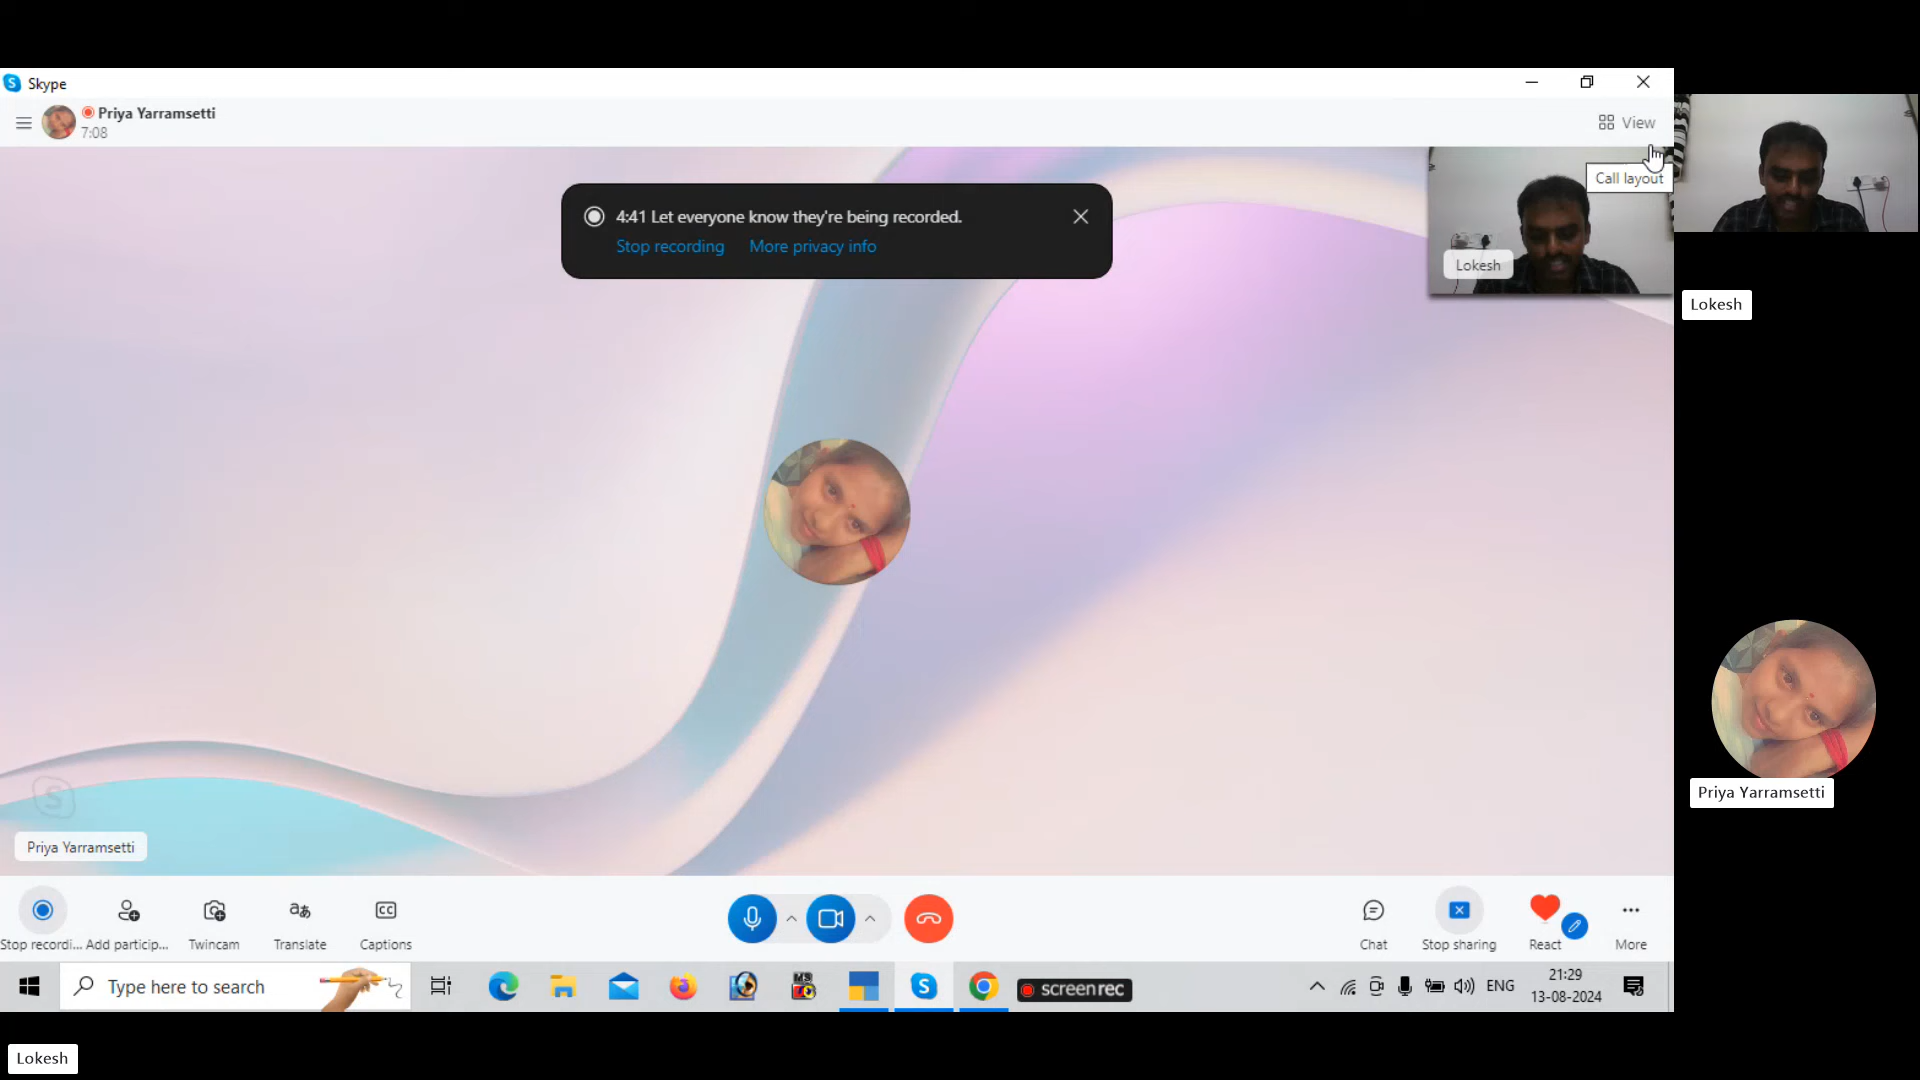 Skype
Priya Yarramsetti
7:08
View
Call layout
4:41 Let everyone know they're being recorded.
Stop recording More privacy info
Lokesh
Lokesh
Priya Yarramsetti
Priya Yarramsetti
Stop recordi... Add particip... Twincam Translate Captions
Chat Stop sharing React More
Type here to search
screenrec
ENG
21:29
13-08-2024
Lokesh